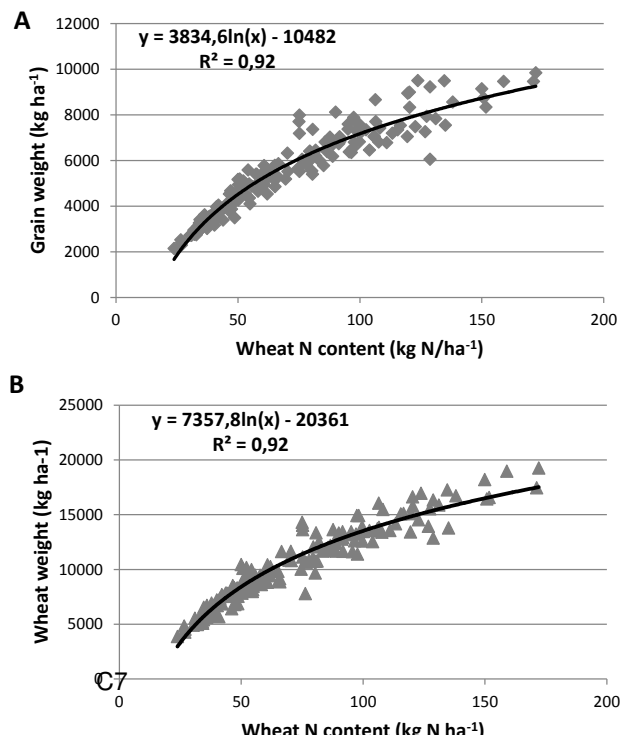 A
12000
y = 3834,6ln(x) - 10482
R² = 0,92
10000
8000
6000
4000
2000
0
Grain weight (kg ha⁻¹)
0 50 100 150 200
Wheat N content (kg N/ha⁻¹)
B
25000
y = 7357,8ln(x) - 20361
R² = 0,92
20000
15000
10000
5000
0
C7
Wheat weight (kg ha-1)
0 50 100 150 200
Wheat N content (kg N ha⁻¹)